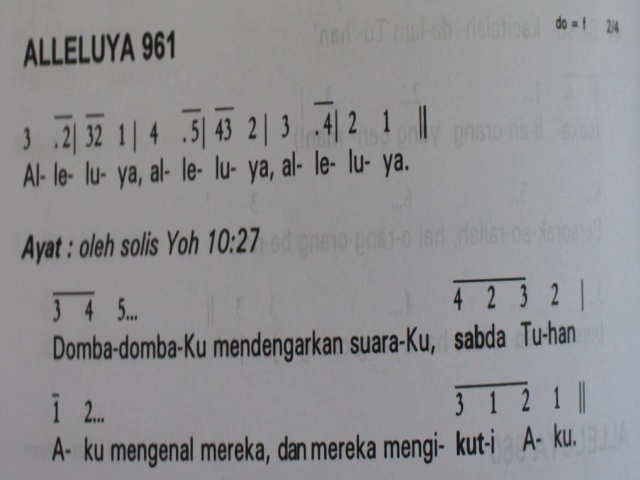 do = f 2/4
ALLELUYA 961
3 .2| 32 1 | 4 .5| 43 2 | 3 .4| 2 1 ||
Al- le- lu- ya, al- le- lu- ya, al- le- lu- ya.
Ayat : oleh solis Yoh 10:27
3 4 5... 4 2 3 2 |
Domba-domba-Ku mendengarkan suara-Ku, sabda Tu-han
1 2... 3 1 2 1 ||
A- ku mengenal mereka, dan mereka mengi- kut-i A- ku.